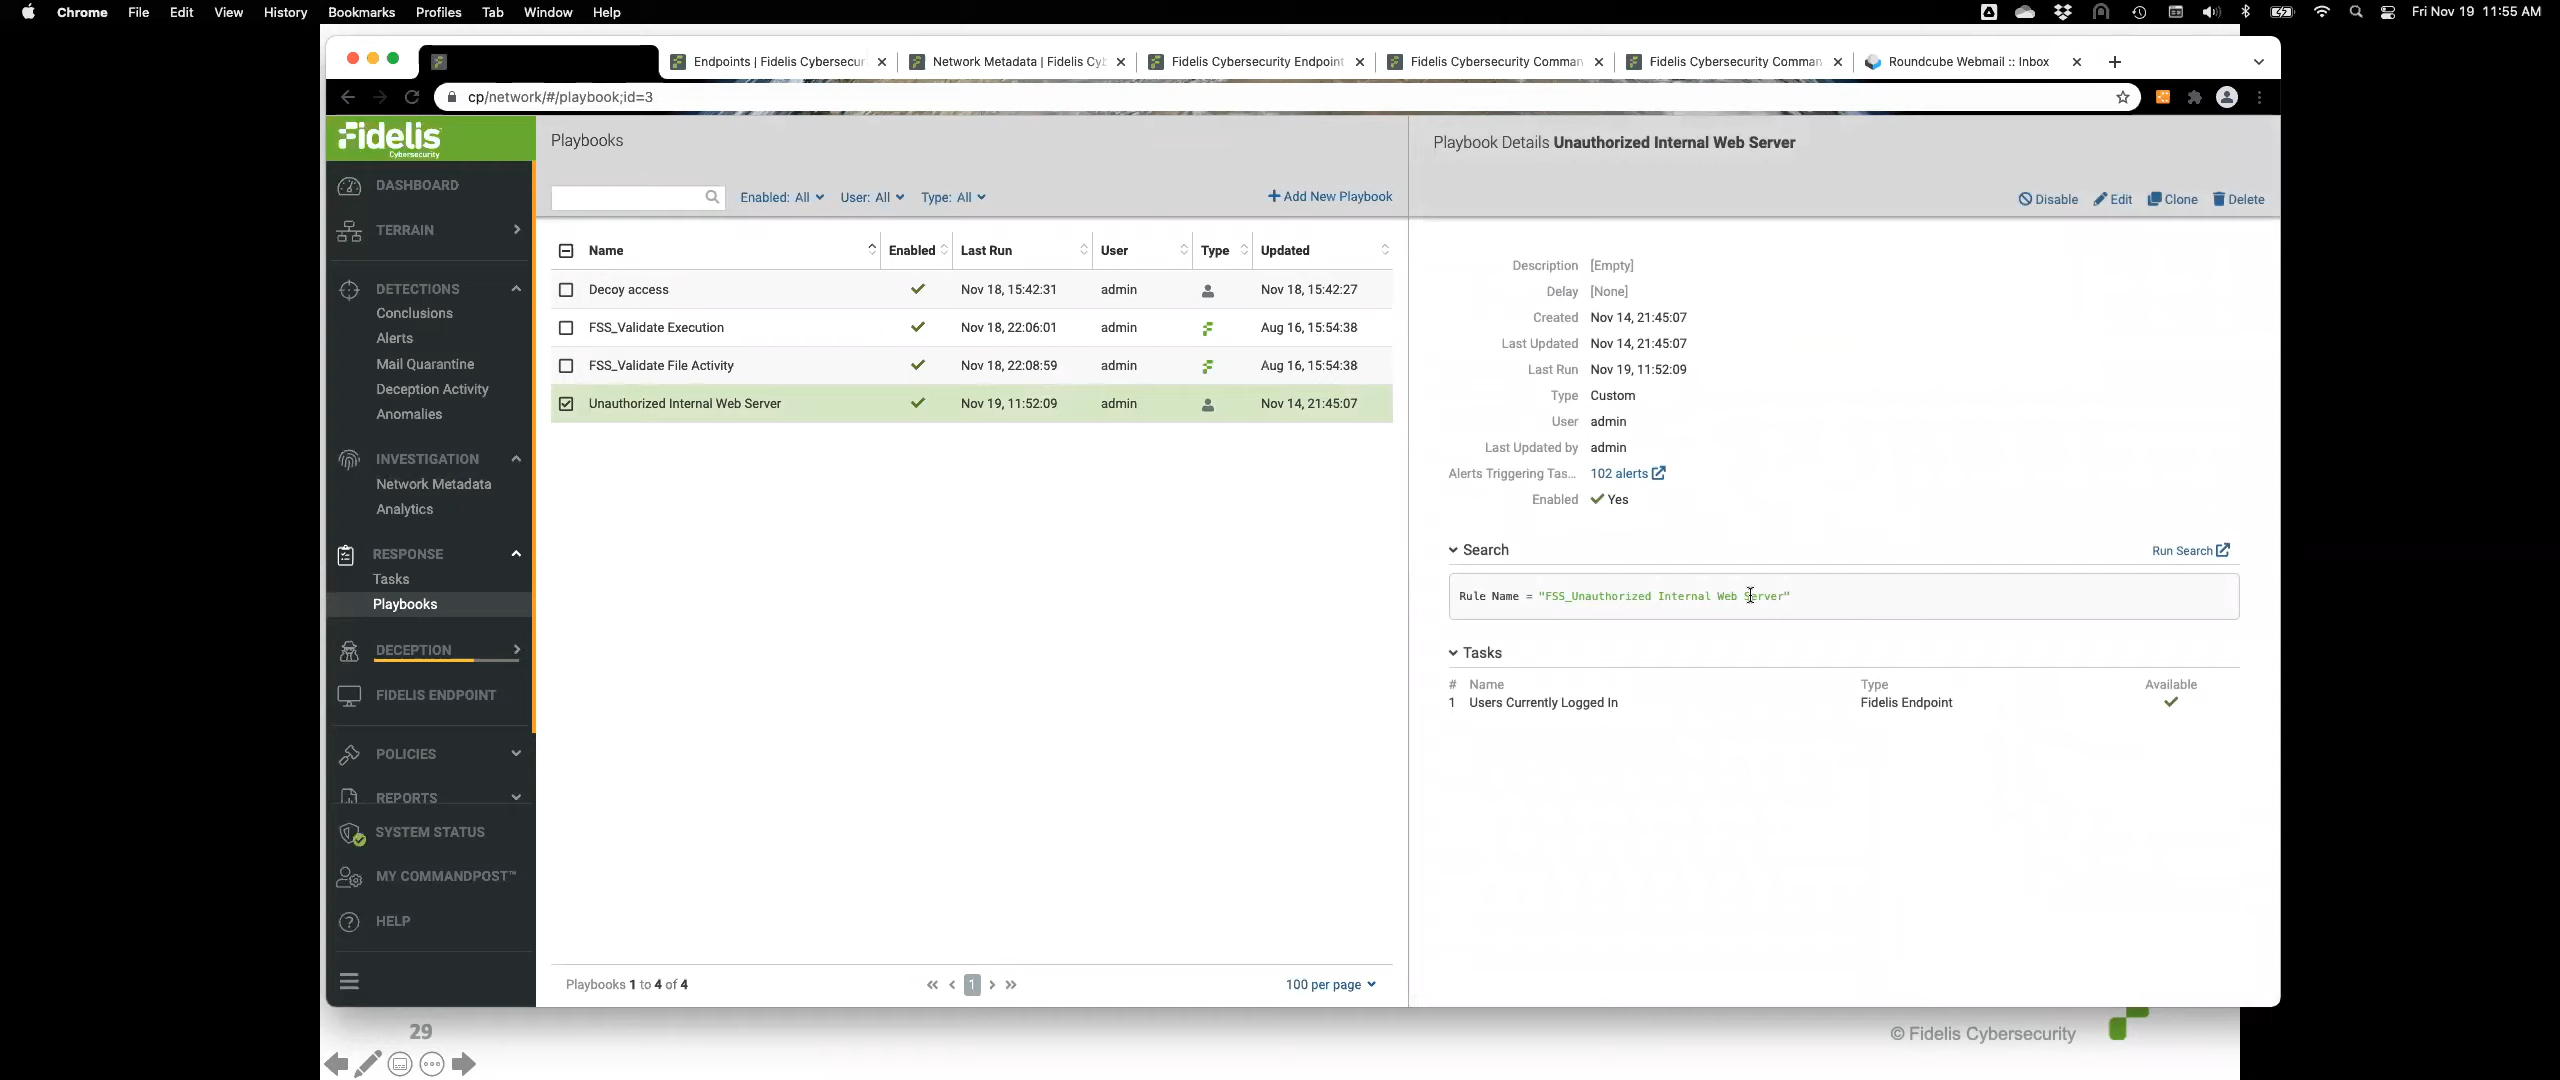 Chrome File Edit View History Bookmarks Profiles Tab Window Help
Fri Nov 19 11:55 AM
Endpoints | Fidelis Cybersecur
Network Metadata | Fidelis Cyb
Fidelis Cybersecurity Endpoint
Fidelis Cybersecurity Comman
Fidelis Cybersecurity Comman
Roundcube Webmail :: Inbox
cp/network/#/playbook;id=3
Fidelis
Cybersecurity
DASHBOARD
TERRAIN
DETECTIONS
Conclusions
Alerts
Mail Quarantine
Deception Activity
Anomalies
INVESTIGATION
Network Metadata
Analytics
RESPONSE
Tasks
Playbooks
DECEPTION
FIDELIS ENDPOINT
POLICIES
REPORTS
SYSTEM STATUS
MY COMMANDPOST™
HELP
Playbooks
Enabled: All User: All Type: All
+ Add New Playbook
Name Enabled Last Run User Type Updated
Decoy access Nov 18, 15:42:31 admin Nov 18, 15:42:27
FSS_Validate Execution Nov 18, 22:06:01 admin Aug 16, 15:54:38
FSS_Validate File Activity Nov 18, 22:08:59 admin Aug 16, 15:54:38
Unauthorized Internal Web Server Nov 19, 11:52:09 admin Nov 14, 21:45:07
Playbooks 1 to 4 of 4
1
100 per page
Playbook Details Unauthorized Internal Web Server
Disable Edit Clone Delete
Description [Empty]
Delay [None]
Created Nov 14, 21:45:07
Last Updated Nov 14, 21:45:07
Last Run Nov 19, 11:52:09
Type Custom
User admin
Last Updated by admin
Alerts Triggering Tas... 102 alerts
Enabled Yes
Search
Run Search
Rule Name = "FSS_Unauthorized Internal Web Server"
Tasks
# Name Type Available
1 Users Currently Logged In Fidelis Endpoint
29
© Fidelis Cybersecurity